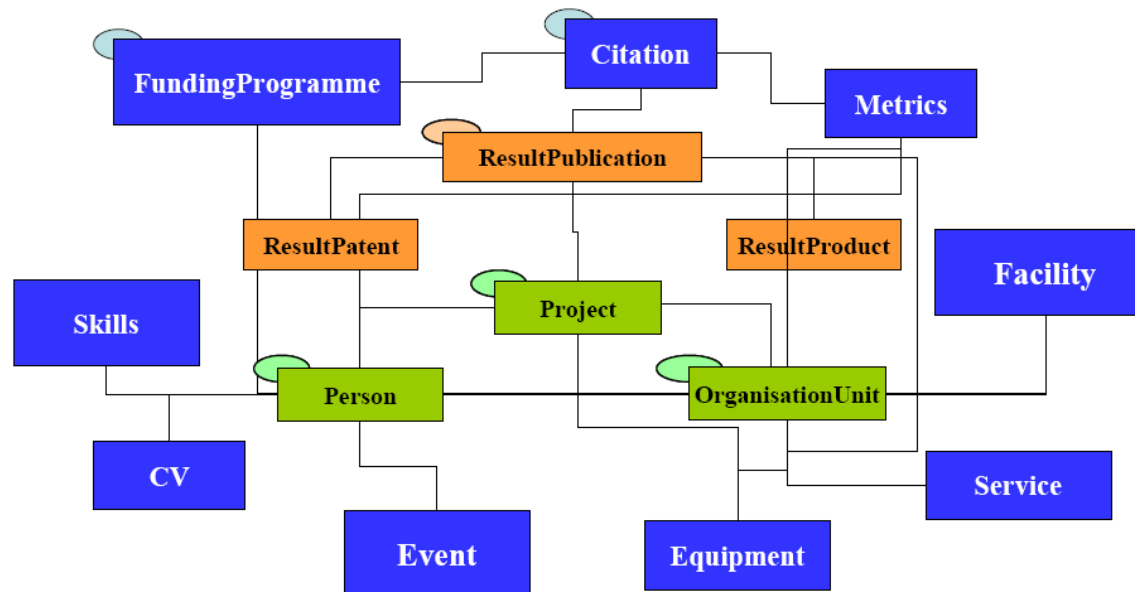 Citation
FundingProgramme
Metrics
ResultPublication
ResultPatent
ResultProduct
Facility
Skills
Project
Person
OrganisationUnit
CV
Service
Event
Equipment